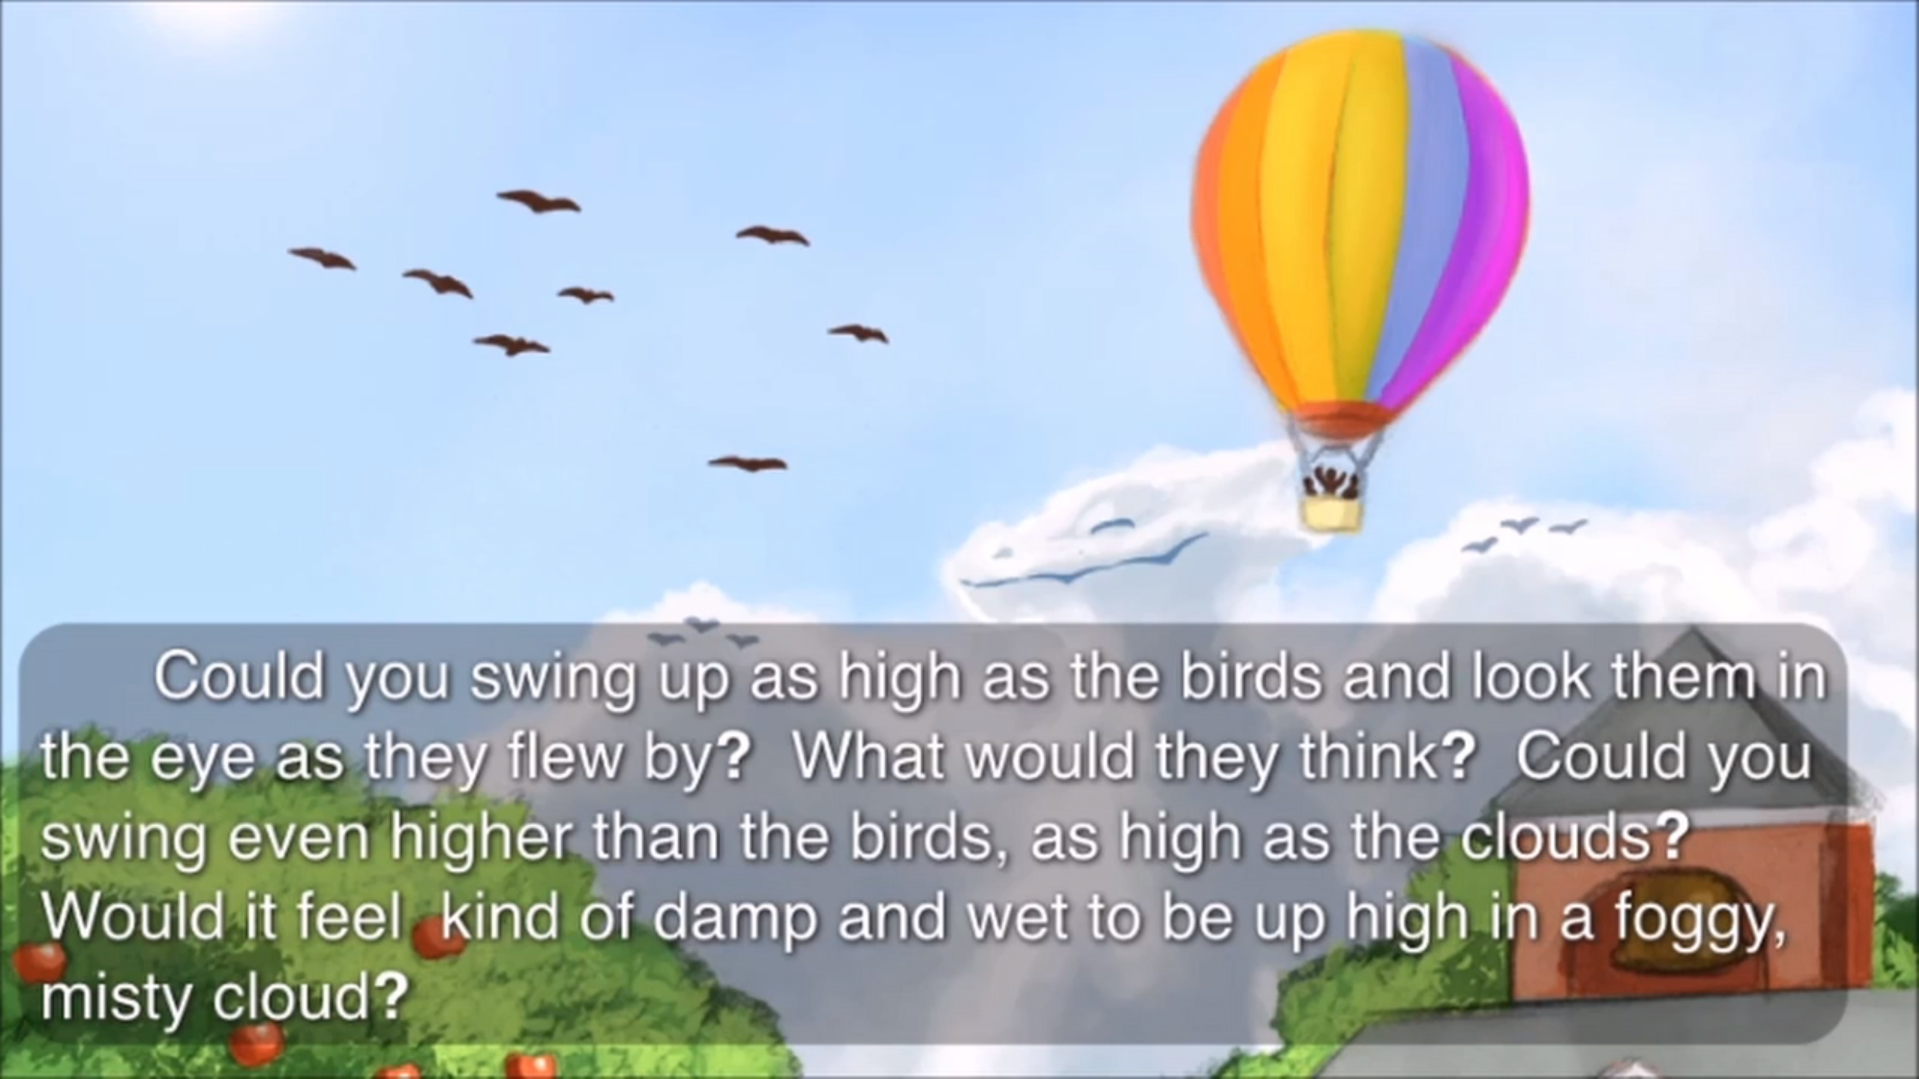 Could you swing up as high as the birds and look them in
the eye as they flew by?  What would they think?  Could you
swing even higher than the birds, as high as the clouds?
Would it feel  kind of damp and wet to be up high in a foggy,
misty cloud?